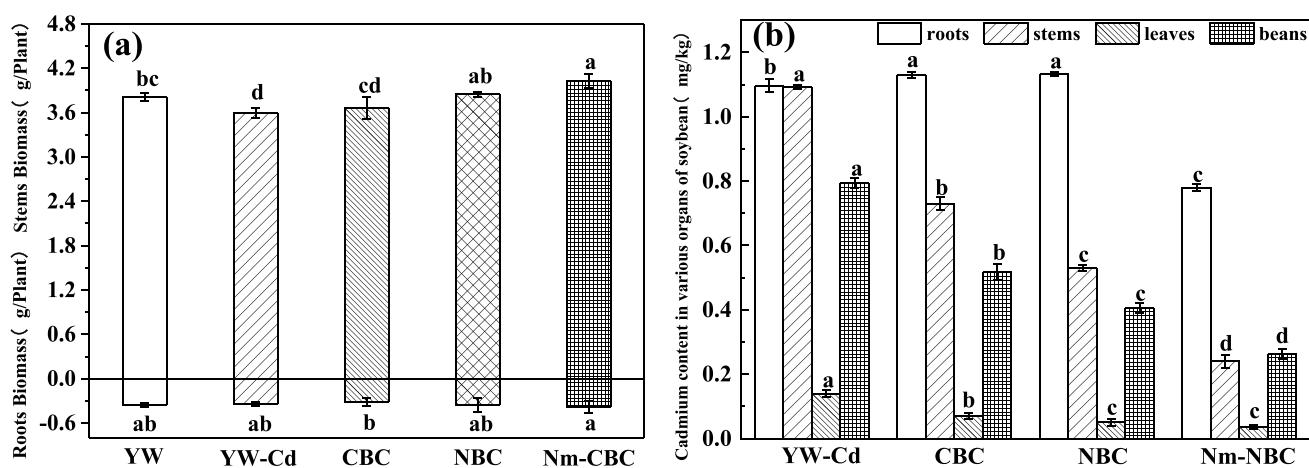 (a)
Roots Biomass( g/Plant) Stems Biomass( g/Plant)
4.8
4.2
3.6
3.0
2.4
1.8
1.2
0.6
0.0
-0.6
bc
d
cd
ab
a
ab
ab
b
ab
a
YW YW-Cd CBC NBC Nm-CBC
(b)
roots stems leaves beans
Cadmium content in various organs of soybean( mg/kg)
1.2
1.0
0.8
0.6
0.4
0.2
0.0
b a a a
a b b b
a c c c
c d c d
YW-Cd CBC NBC Nm-NBC